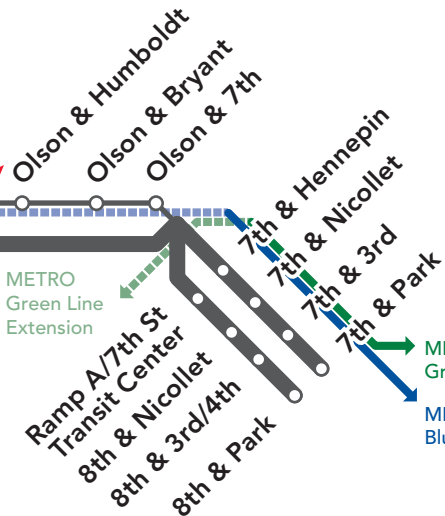 Olson & Humboldt
Olson & Bryant
Olson & 7th
7th & Hennepin
7th & Nicollet
7th & 3rd
7th & Park
METRO
Green Line
Extension
Ramp A/7th St
Transit Center
8th & Nicollet
8th & 3rd/4th
8th & Park